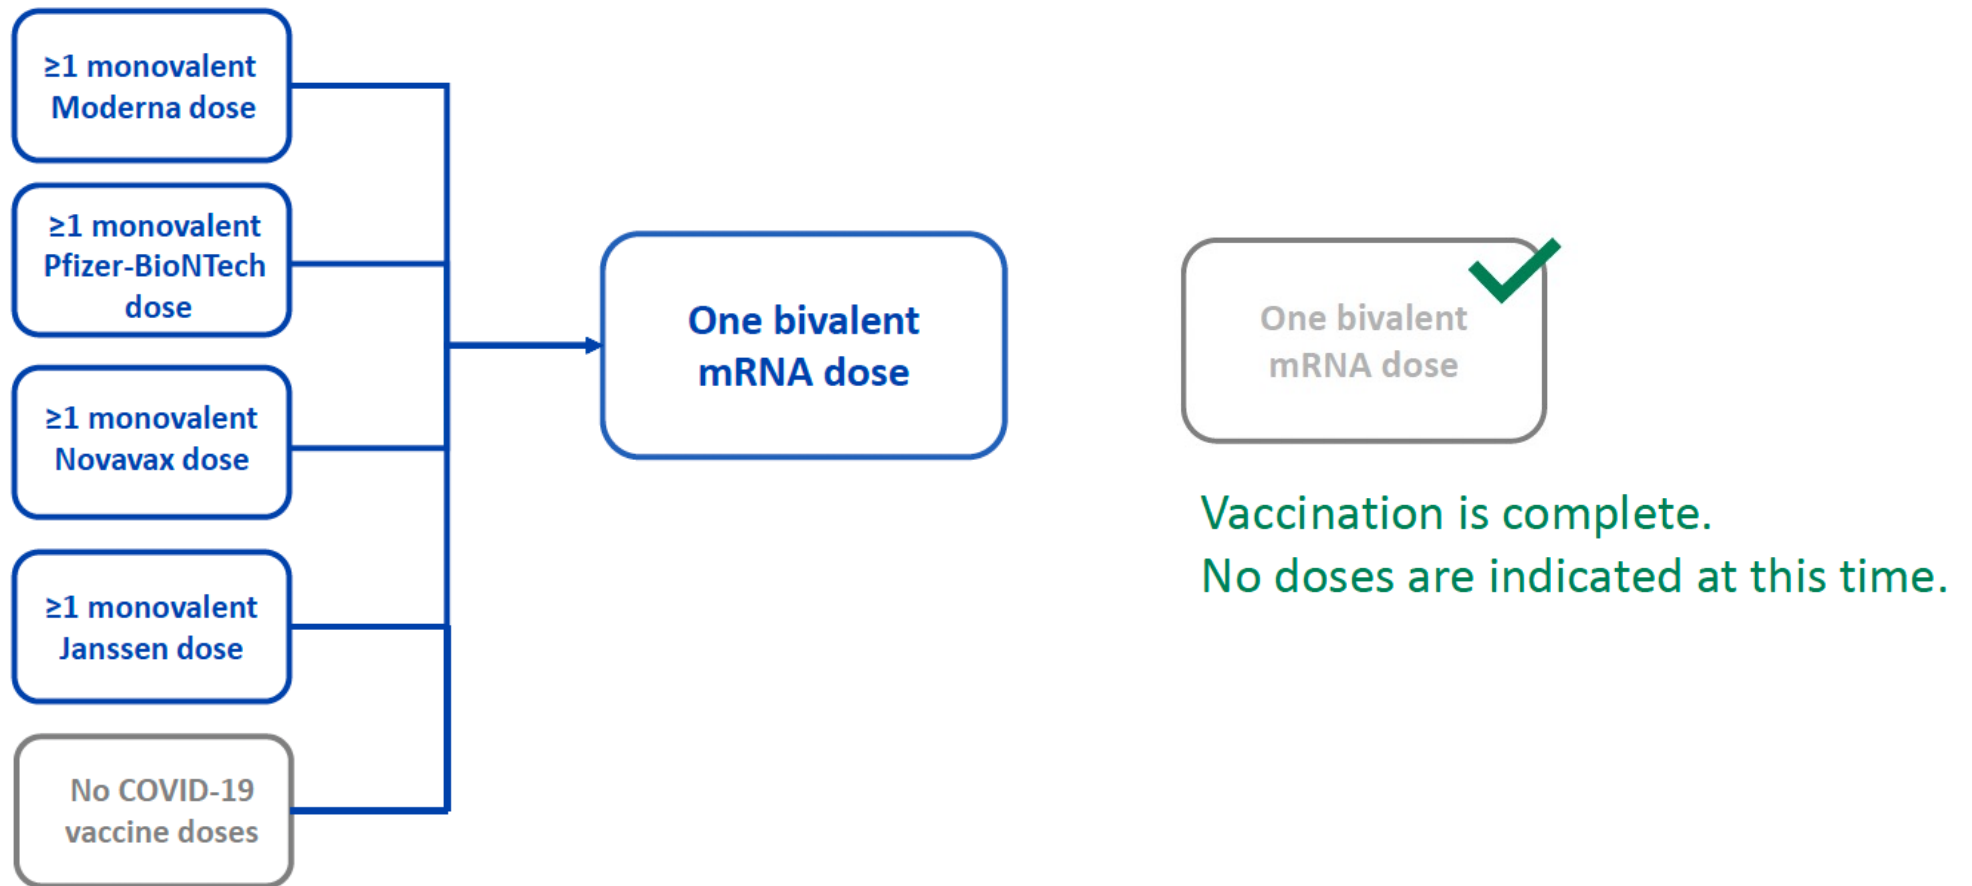 ≥1 monovalent
Moderna dose
≥1 monovalent
Pfizer-BioNTech
dose
≥1 monovalent
Novavax dose
≥1 monovalent
Janssen dose
No COVID-19
vaccine doses
One bivalent
mRNA dose
One bivalent
mRNA dose
Vaccination is complete.
No doses are indicated at this time.